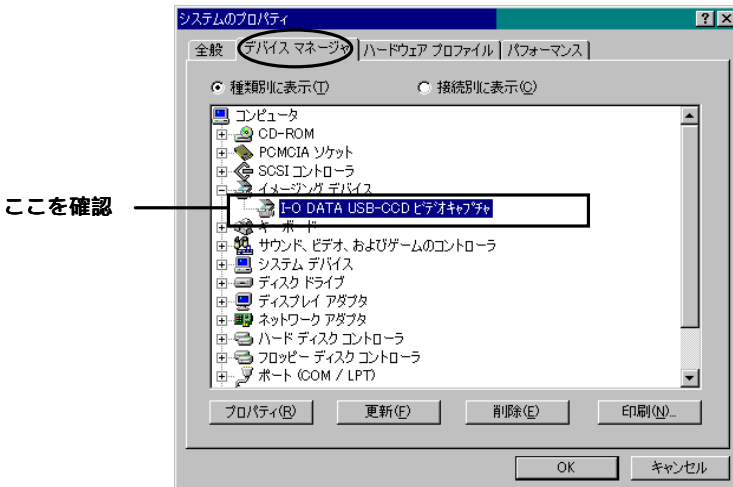 システムのプロパティ
全般 デバイス マネージャ ハードウェア プロファイル パフォーマンス
種類別に表示(T) 接続別に表示(C)
コンピュータ
CD-ROM
PCMCIA ソケット
SCSI コントローラ
イメージング デバイス
ここを確認
I-O DATA USB-CCD ビデオキャプチャ
キーボード
サウンド、ビデオ、およびゲームのコントローラ
システム デバイス
ディスク ドライブ
ディスプレイ アダプタ
ネットワーク アダプタ
ハード ディスク コントローラ
フロッピー ディスク コントローラ
ポート (COM / LPT)
プロパティ(R) 更新(F) 削除(E) 印刷(N)...
OK キャンセル